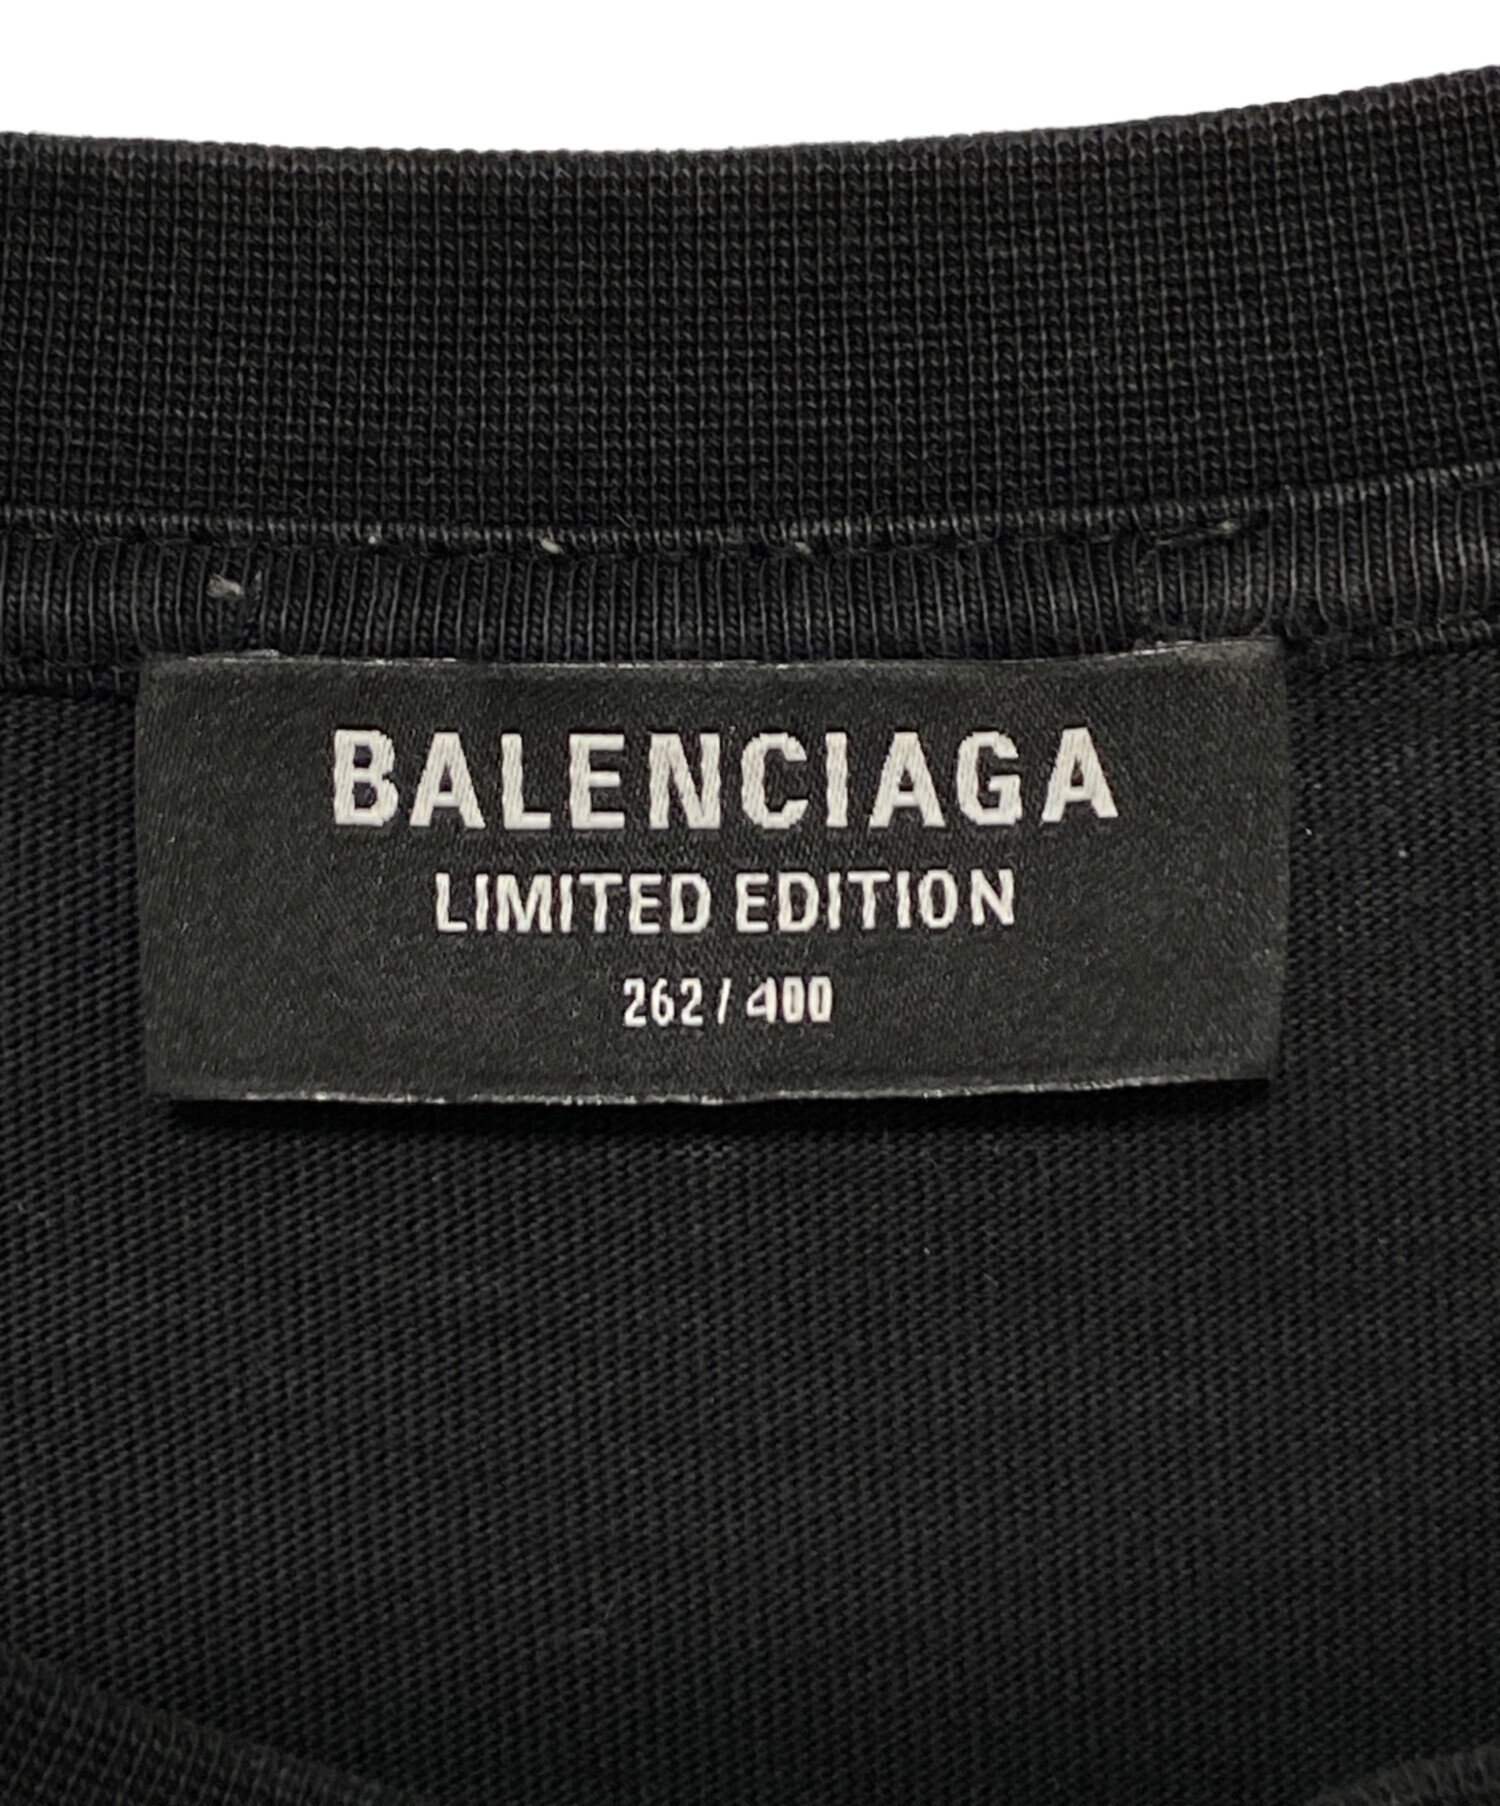 BALENCIAGA
LIMITED EDITION
262 / 400